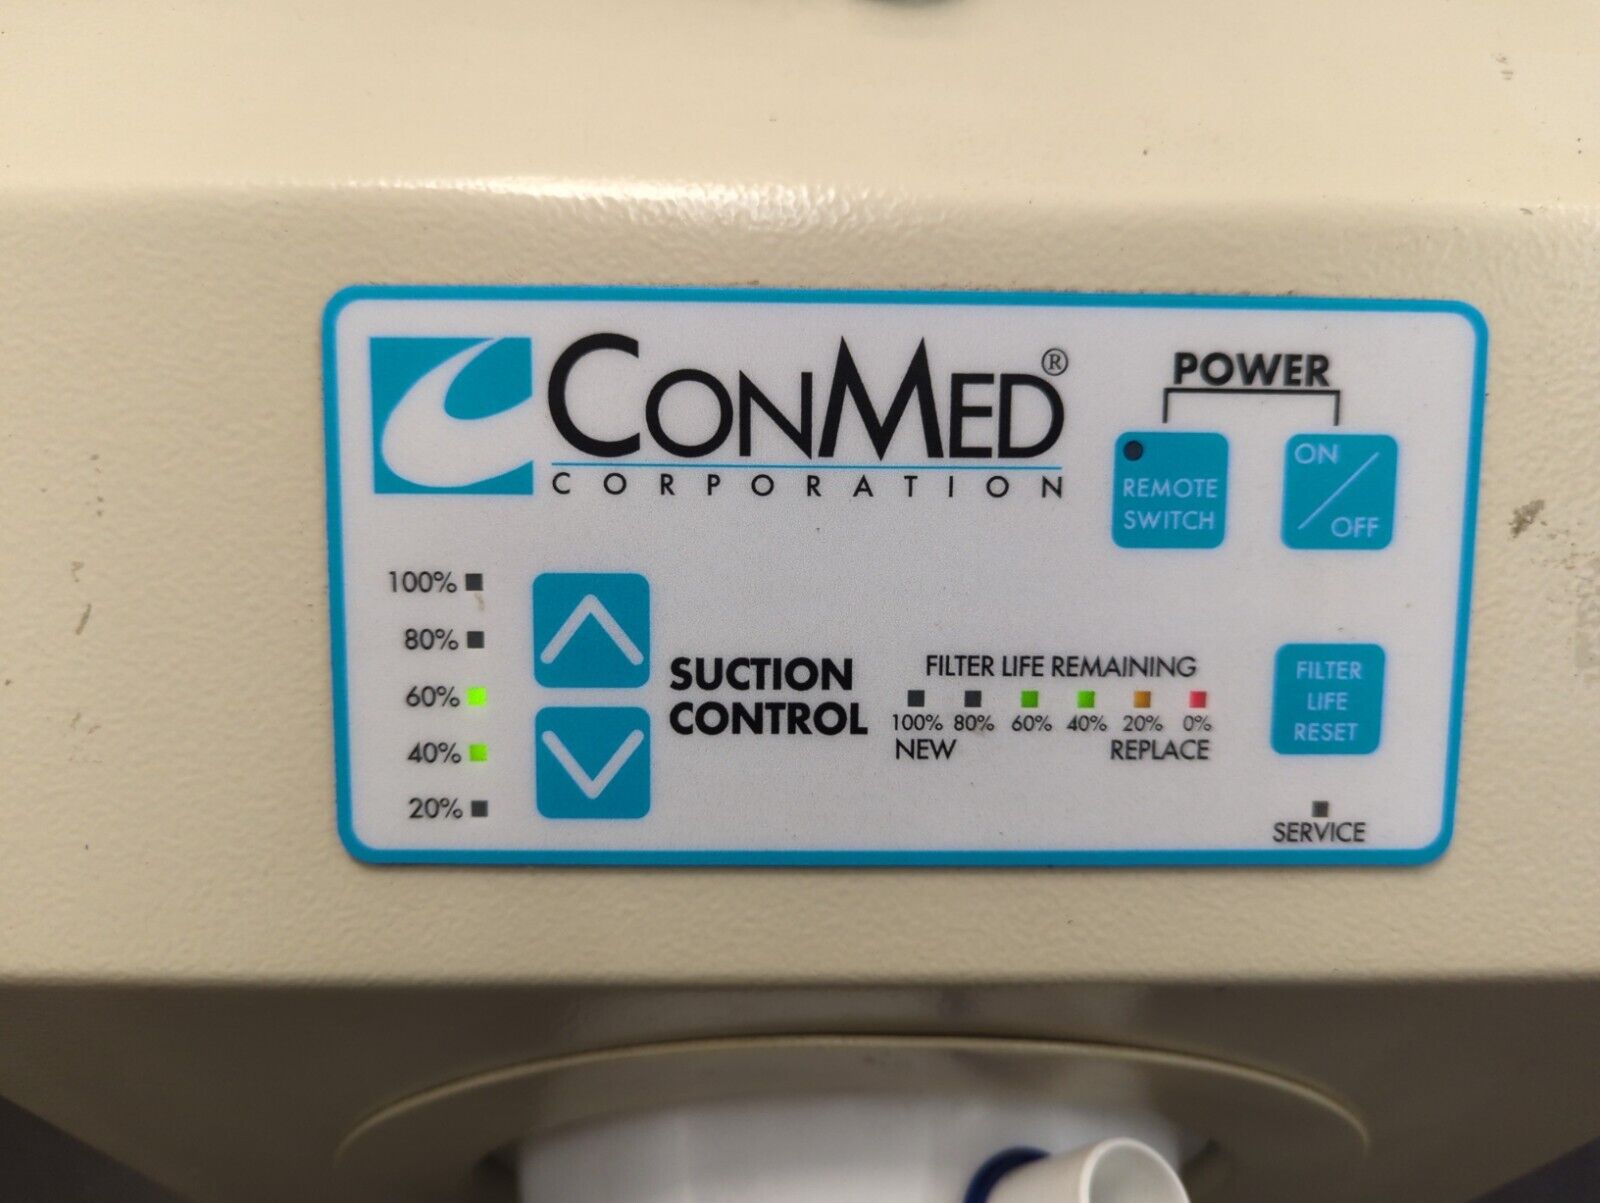 CONMED®
CORPORATION
POWER
REMOTE
SWITCH
ON
OFF
100%
80%
60%
40%
20%
SUCTION
CONTROL
FILTER LIFE REMAINING
100% 80% 60% 40% 20% 0%
NEW REPLACE
FILTER
LIFE
RESET
SERVICE